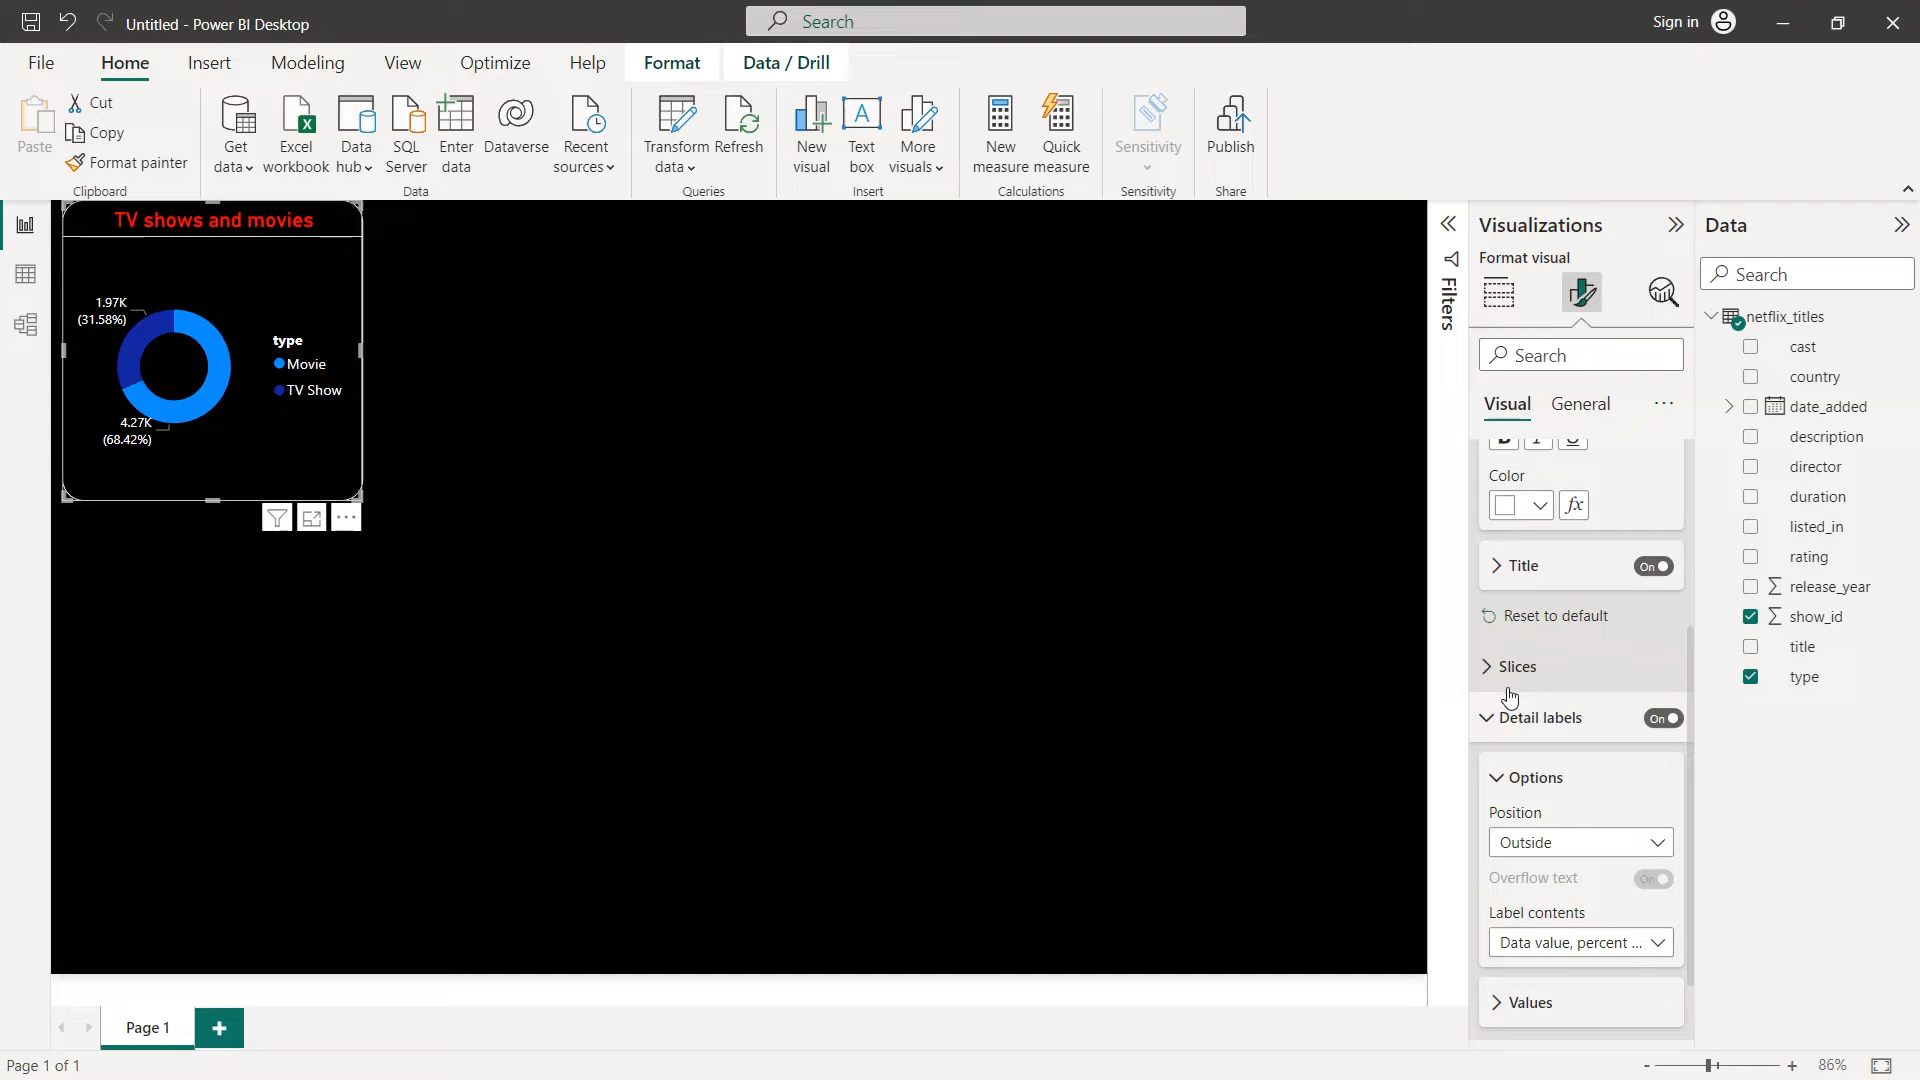 Untitled - Power BI Desktop
Search
Sign in
File
Home
Insert
Modeling
View
Optimize
Help
Format
Data / Drill
Paste
Cut
Copy
Format painter
Clipboard
Get data
Excel workbook
Data hub
SQL Server
Enter data
Dataverse
Recent sources
Data
Transform data
Refresh
Queries
New visual
Text box
More visuals
Insert
New measure
Quick measure
Calculations
Sensitivity
Sensitivity
Publish
Share
TV shows and movies
1.97K
(31.58%)
4.27K
(68.42%)
type
Movie
TV Show
Filters
Visualizations
Format visual
Search
Visual
General
Color
fx
Title
On
Reset to default
Slices
Detail labels
On
Options
Position
Outside
Overflow text
On
Label contents
Data value, percent ...
Values
Data
Search
netflix_titles
cast
country
date_added
description
director
duration
listed_in
rating
release_year
show_id
title
type
Page 1
Page 1 of 1
86%